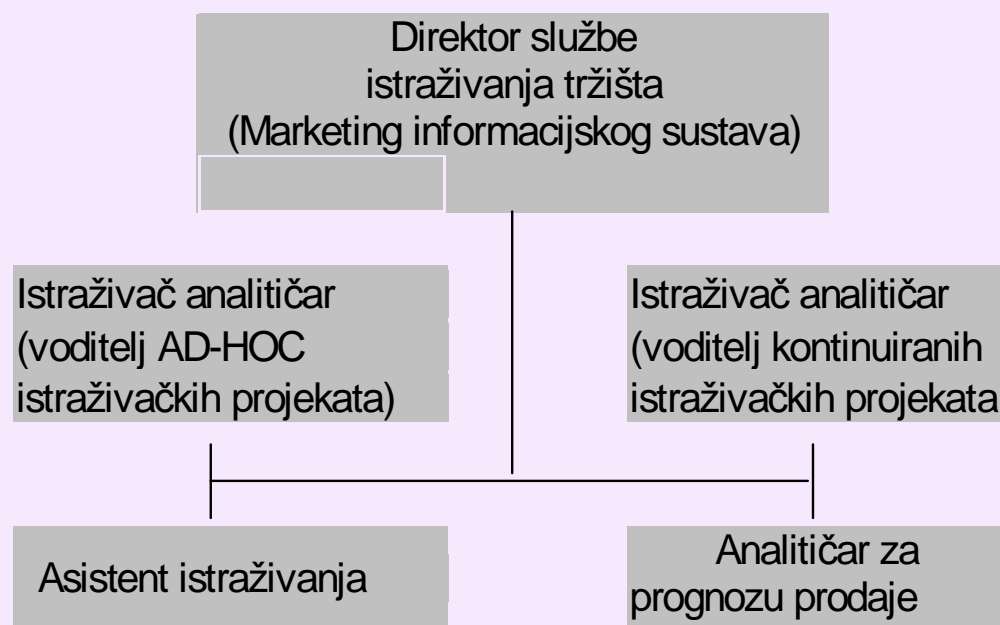 Direktor službe
istraživanja tržišta
(Marketing informacijskog sustava)
Istraživač analitičar
(voditelj AD-HOC
istraživačkih projekata)
Istraživač analitičar
(voditelj kontinuiranih
istraživačkih projekata
Asistent istraživanja
Analitičar za
prognozu prodaje